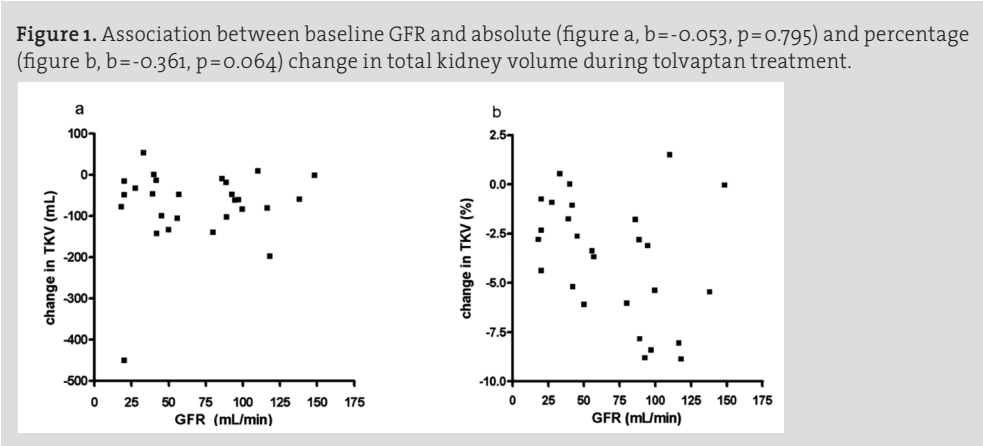 Figure 1. Association between baseline GFR and absolute (figure a, b=-0.053, p=0.795) and percentage
(figure b, b=-0.361, p=0.064) change in total kidney volume during tolvaptan treatment.
a
100
0
-100
-200
-300
-400
-500
change in TKV (mL)
0 25 50 75 100 125 150 175
GFR (mL/min)
b
2.5
0.0
-2.5
-5.0
-7.5
-10.0
change in TKV (%)
0 25 50 75 100 125 150 175
GFR (mL/min)